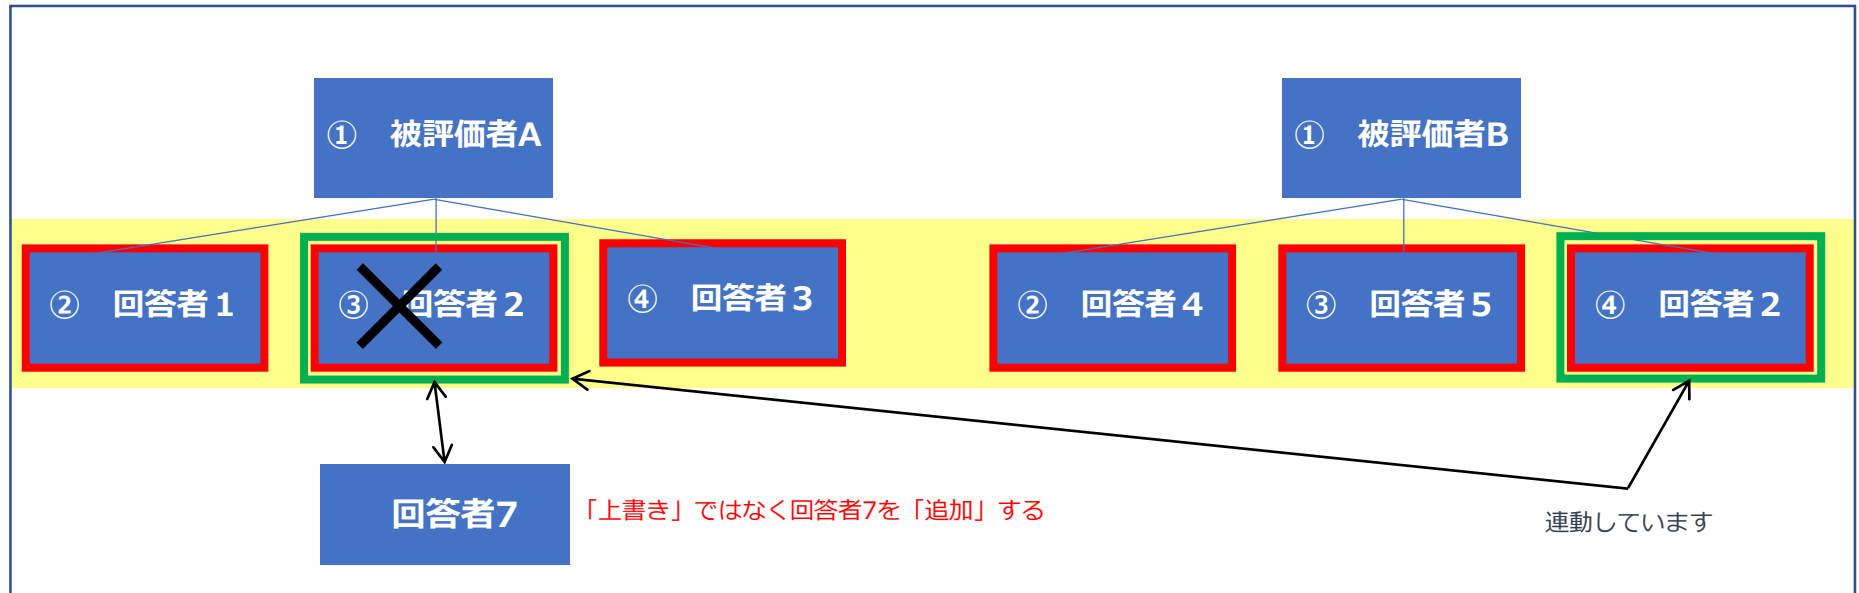 ① 被評価者A
① 被評価者B
② 回答者１
③ 回答者２
④ 回答者３
② 回答者４
③ 回答者５
④ 回答者２
回答者7
「上書き」ではなく回答者7を「追加」する
連動しています